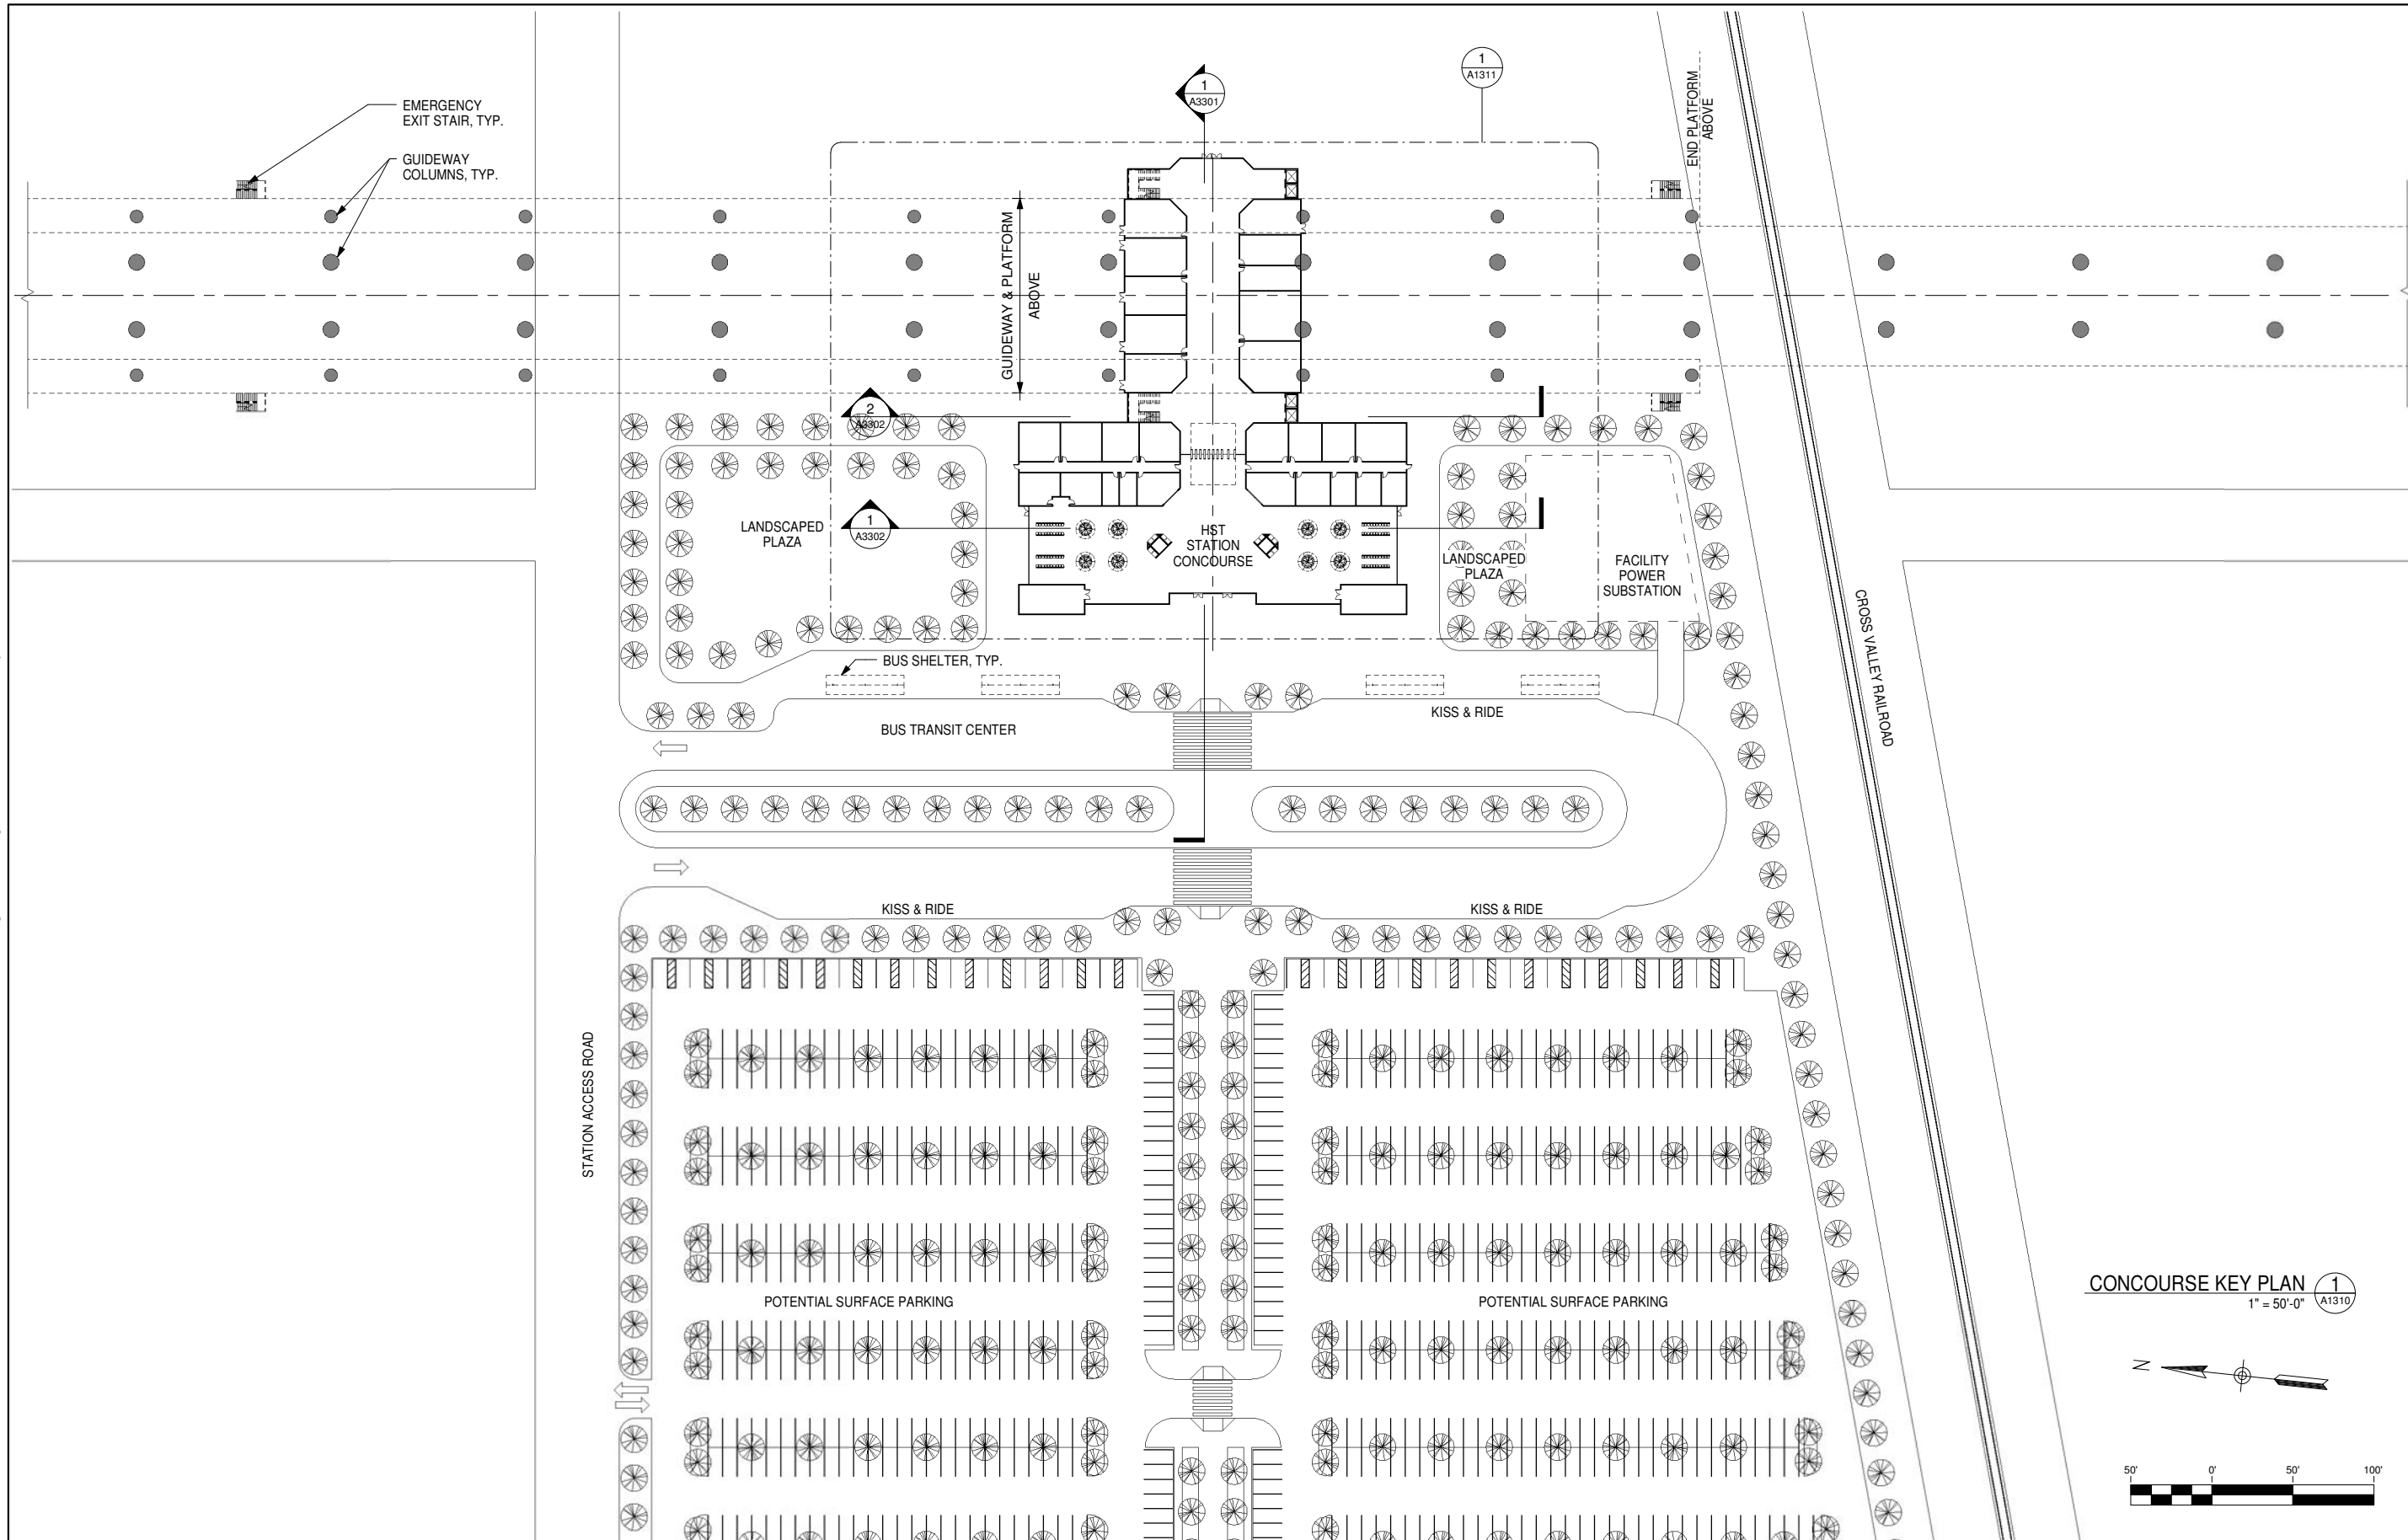 EMERGENCY
EXIT STAIR, TYP.
GUIDEWAY
COLUMNS, TYP.
1
A3301
1
A1311
END PLATFORM
ABOVE
GUIDEWAY & PLATFORM
ABOVE
2
A3302
LANDSCAPED
PLAZA
1
A3302
HST
STATION
CONCOURSE
LANDSCAPED
PLAZA
FACILITY
POWER
SUBSTATION
CROSS VALLEY RAILROAD
BUS SHELTER, TYP.
BUS TRANSIT CENTER
KISS & RIDE
KISS & RIDE
KISS & RIDE
STATION ACCESS ROAD
POTENTIAL SURFACE PARKING
POTENTIAL SURFACE PARKING
CONCOURSE KEY PLAN
1" = 50'-0"
1
A1310
N
50' 0' 50' 100'